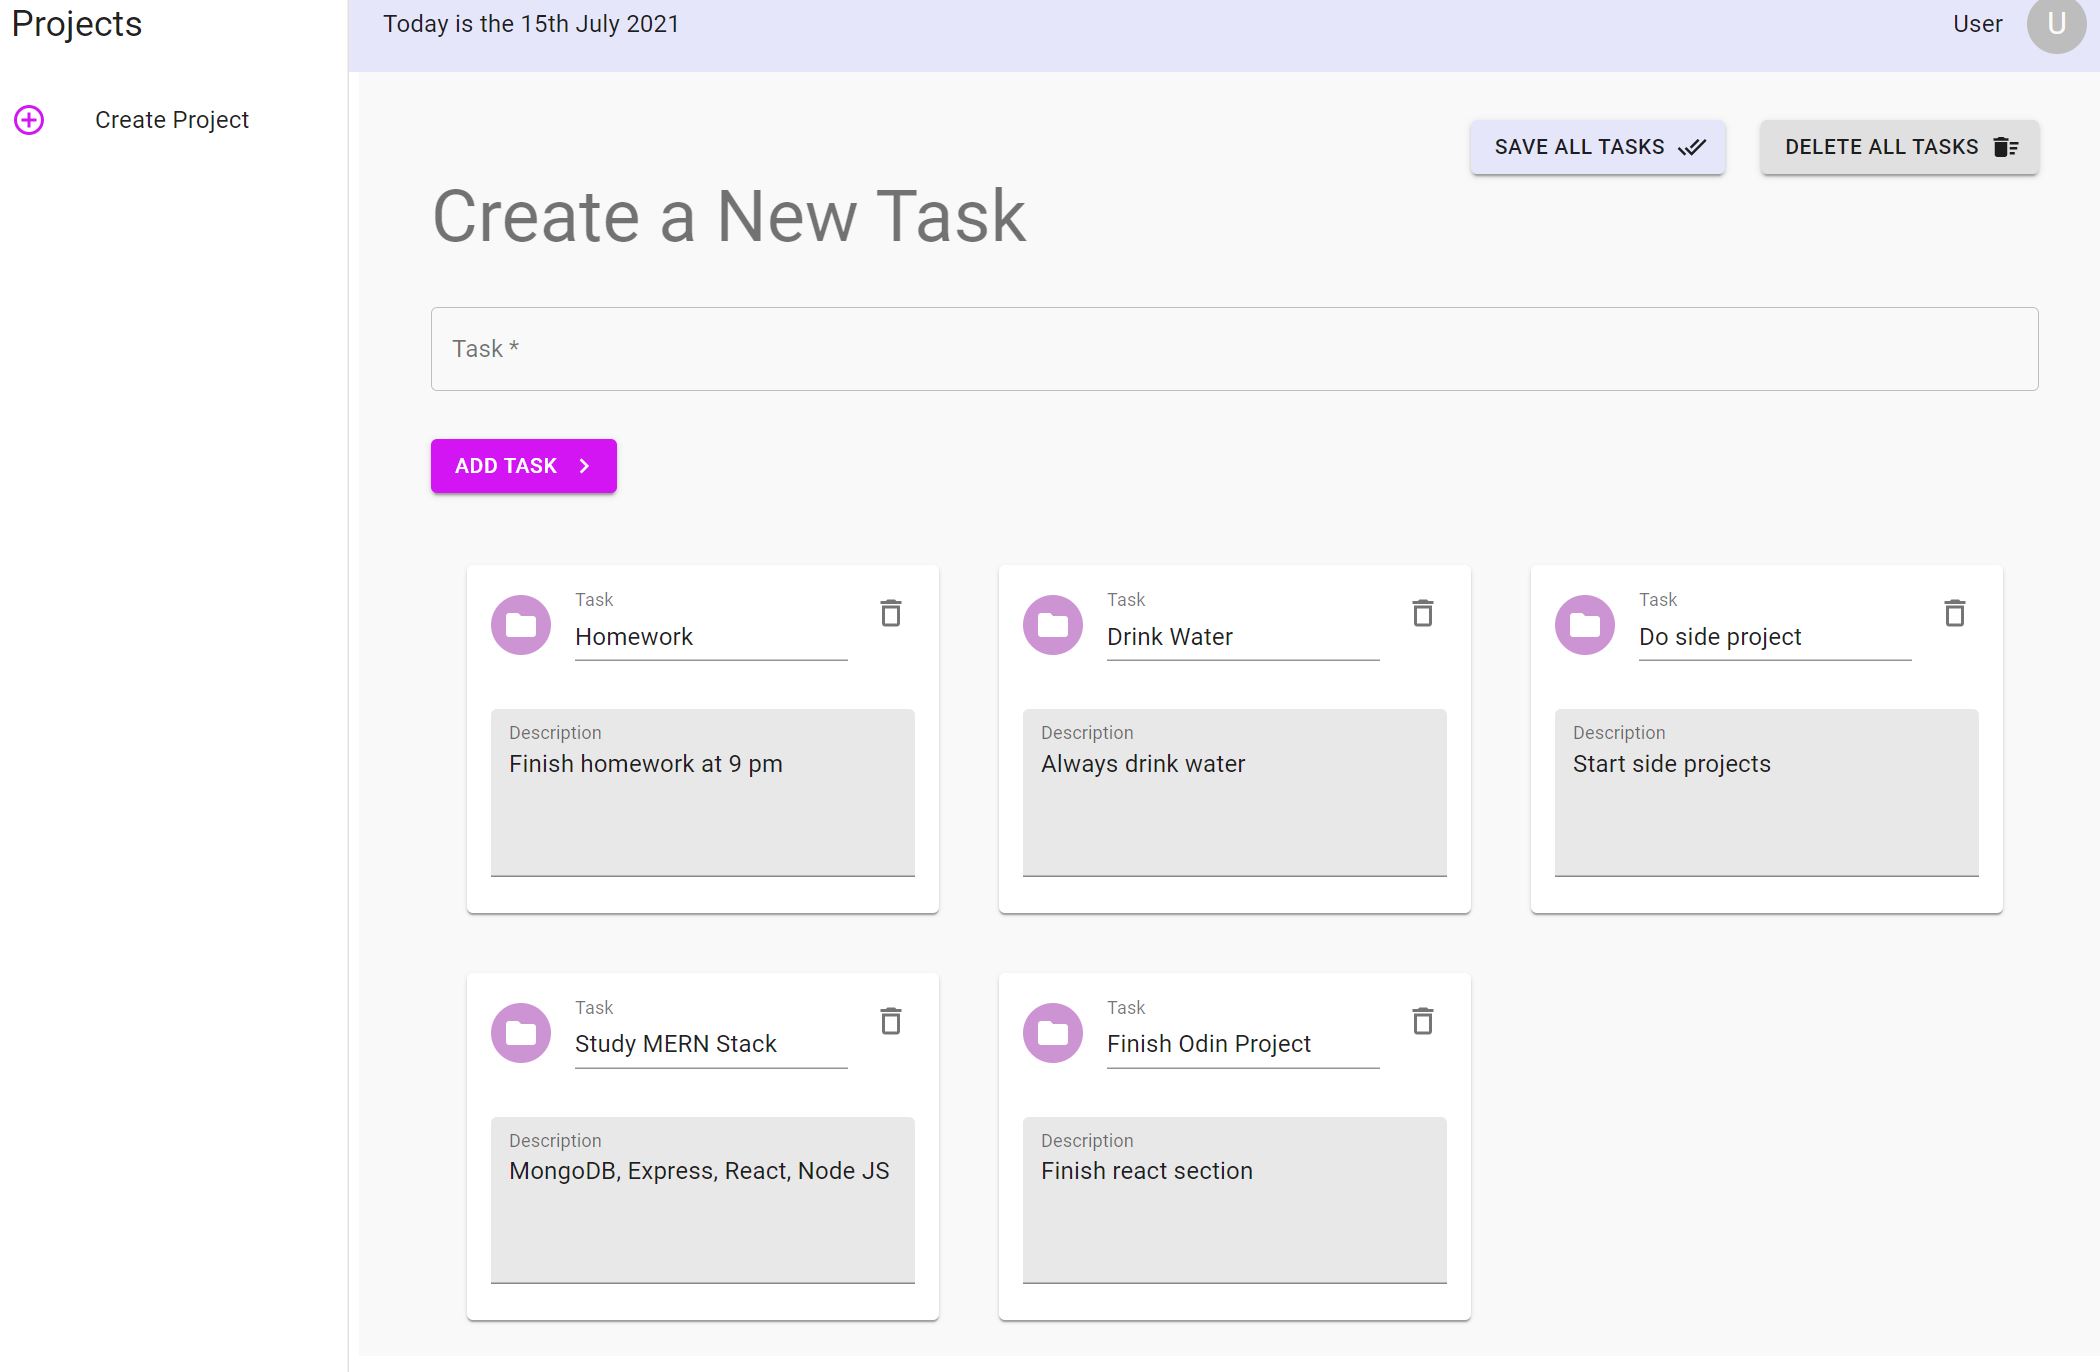 Projects
Today is the 15th July 2021
User
U
Create Project
SAVE ALL TASKS
DELETE ALL TASKS
Create a New Task
Task *
ADD TASK
Task
Homework
Description
Finish homework at 9 pm
Task
Drink Water
Description
Always drink water
Task
Do side project
Description
Start side projects
Task
Study MERN Stack
Description
MongoDB, Express, React, Node JS
Task
Finish Odin Project
Description
Finish react section